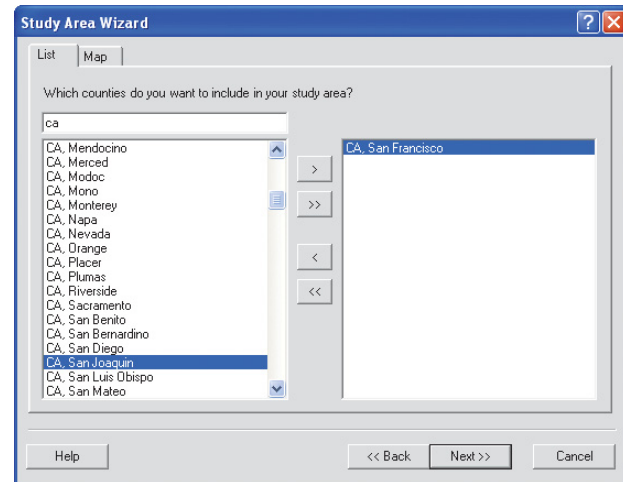 Study Area Wizard
List
Map
Which counties do you want to include in your study area?
ca
CA, Mendocino
CA, Merced
CA, Modoc
CA, Mono
CA, Monterey
CA, Napa
CA, Nevada
CA, Orange
CA, Placer
CA, Plumas
CA, Riverside
CA, Sacramento
CA, San Benito
CA, San Bernardino
CA, San Diego
CA, San Joaquin
CA, San Luis Obispo
CA, San Mateo
>
>>
<
<<
CA, San Francisco
Help
<< Back
Next >>
Cancel